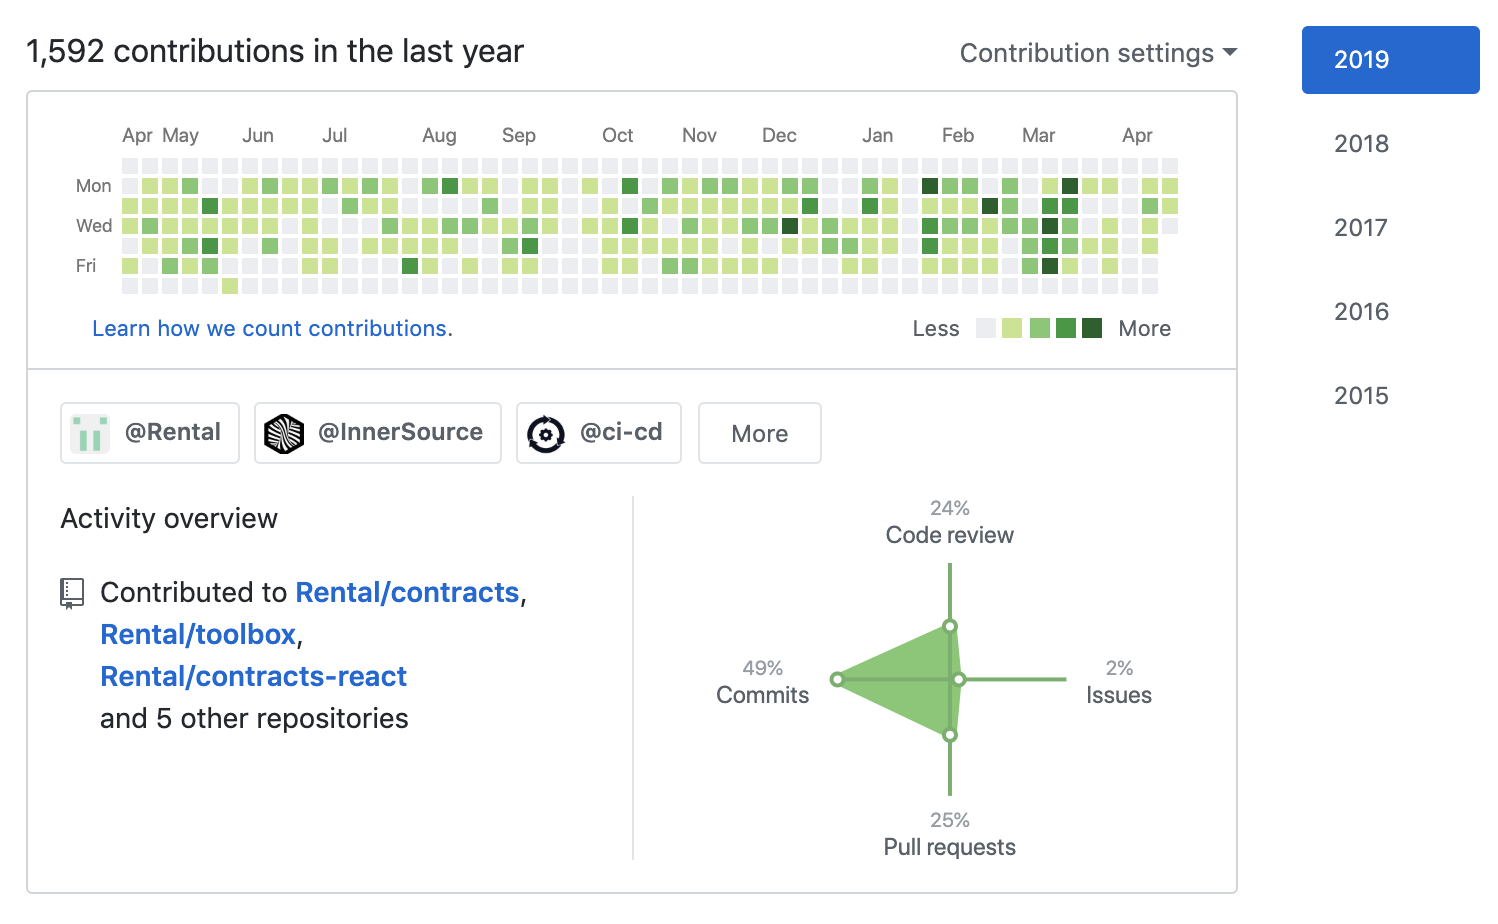 1,592 contributions in the last year
Contribution settings
2019
2018
2017
2016
2015
Apr May Jun Jul Aug Sep Oct Nov Dec Jan Feb Mar Apr
Mon
Wed
Fri
Learn how we count contributions.
Less
More
@Rental
@InnerSource
@ci-cd
More
Activity overview
Contributed to Rental/contracts,
Rental/toolbox,
Rental/contracts-react
and 5 other repositories
24%
Code review
49%
Commits
2%
Issues
25%
Pull requests